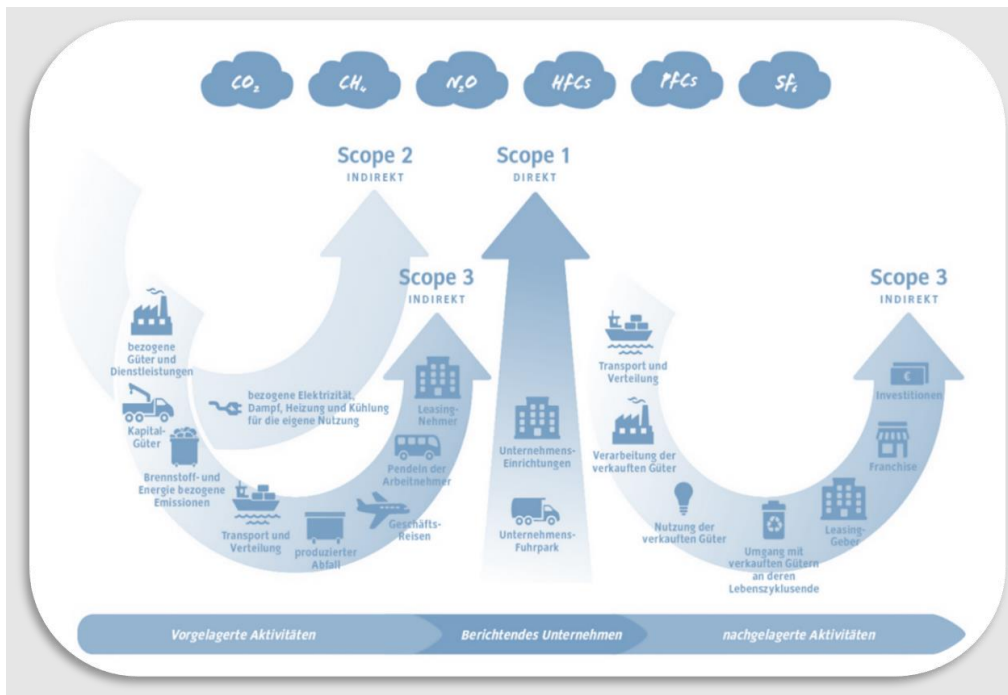 CO₂
CH₄
N₂O
HFCs
PFCs
SF₆
Scope 2
INDIREKT
Scope 1
DIREKT
Scope 3
INDIREKT
Scope 3
INDIREKT
bezogene
Güter und
Dienstleistungen
Kapital-
Güter
Brennstoff- und
Energie bezogene
Emissionen
Transport und
Verteilung
produzierter
Abfall
Geschäfts-
Reisen
Pendeln der
Arbeitnehmer
Leasing-
Nehmer
bezogene Elektrizität,
Dampf, Heizung und Kühlung
für die eigene Nutzung
Unternehmens-
Einrichtungen
Unternehmens-
Fuhrpark
Transport und
Verteilung
Verarbeitung der
verkauften Güter
Nutzung der
verkauften Güter
Umgang mit
verkauften Gütern
an deren
Lebenszyklusende
Leasing-
Geber
Franchise
€
Investitionen
Vorgelagerte Aktivitäten
Berichtendes Unternehmen
nachgelagerte Aktivitäten